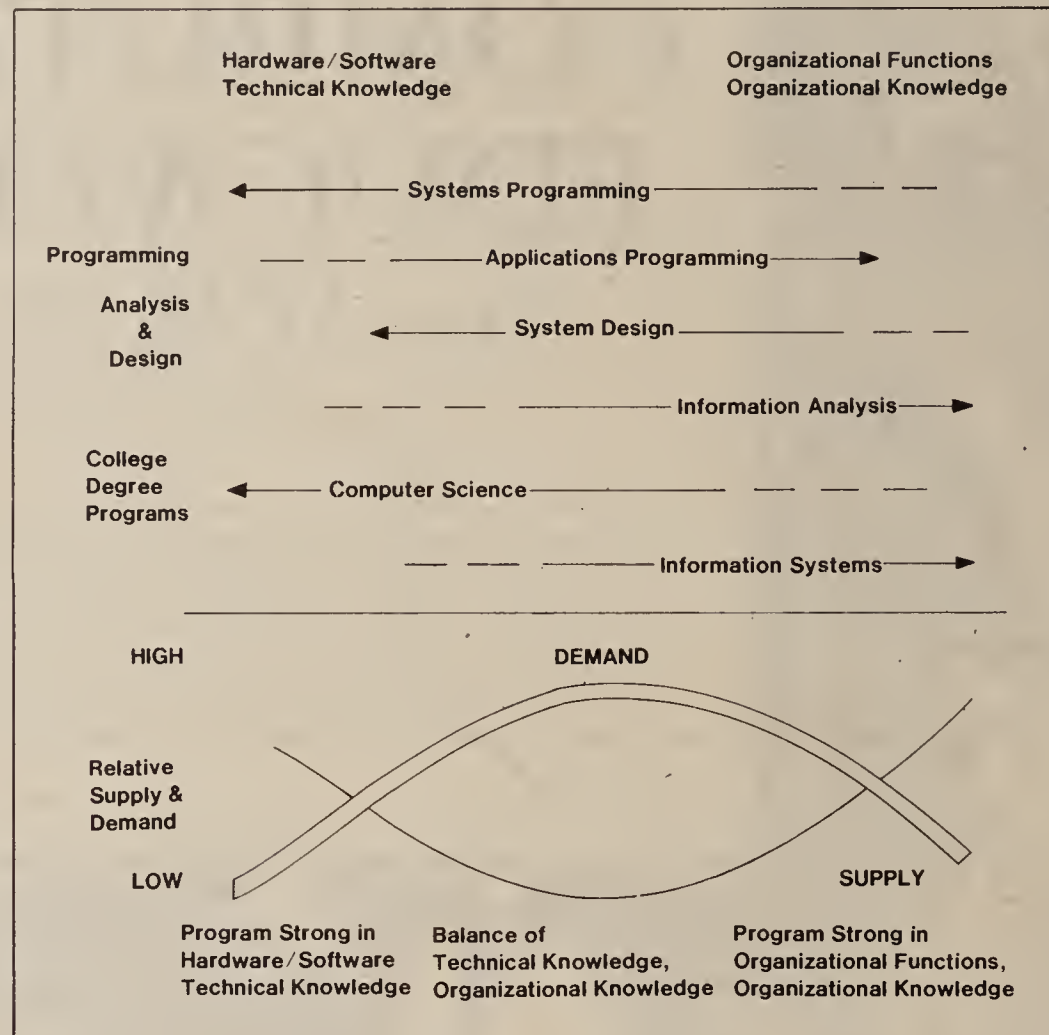 Hardware/Software
Technical Knowledge
Organizational Functions
Organizational Knowledge
Systems Programming
Programming
Applications Programming
Analysis
&
Design
System Design
Information Analysis
College
Degree
Programs
Computer Science
Information Systems
HIGH
DEMAND
Relative
Supply &
Demand
LOW
SUPPLY
Program Strong in
Hardware/Software
Technical Knowledge
Balance of
Technical Knowledge,
Organizational Knowledge
Program Strong in
Organizational Functions,
Organizational Knowledge